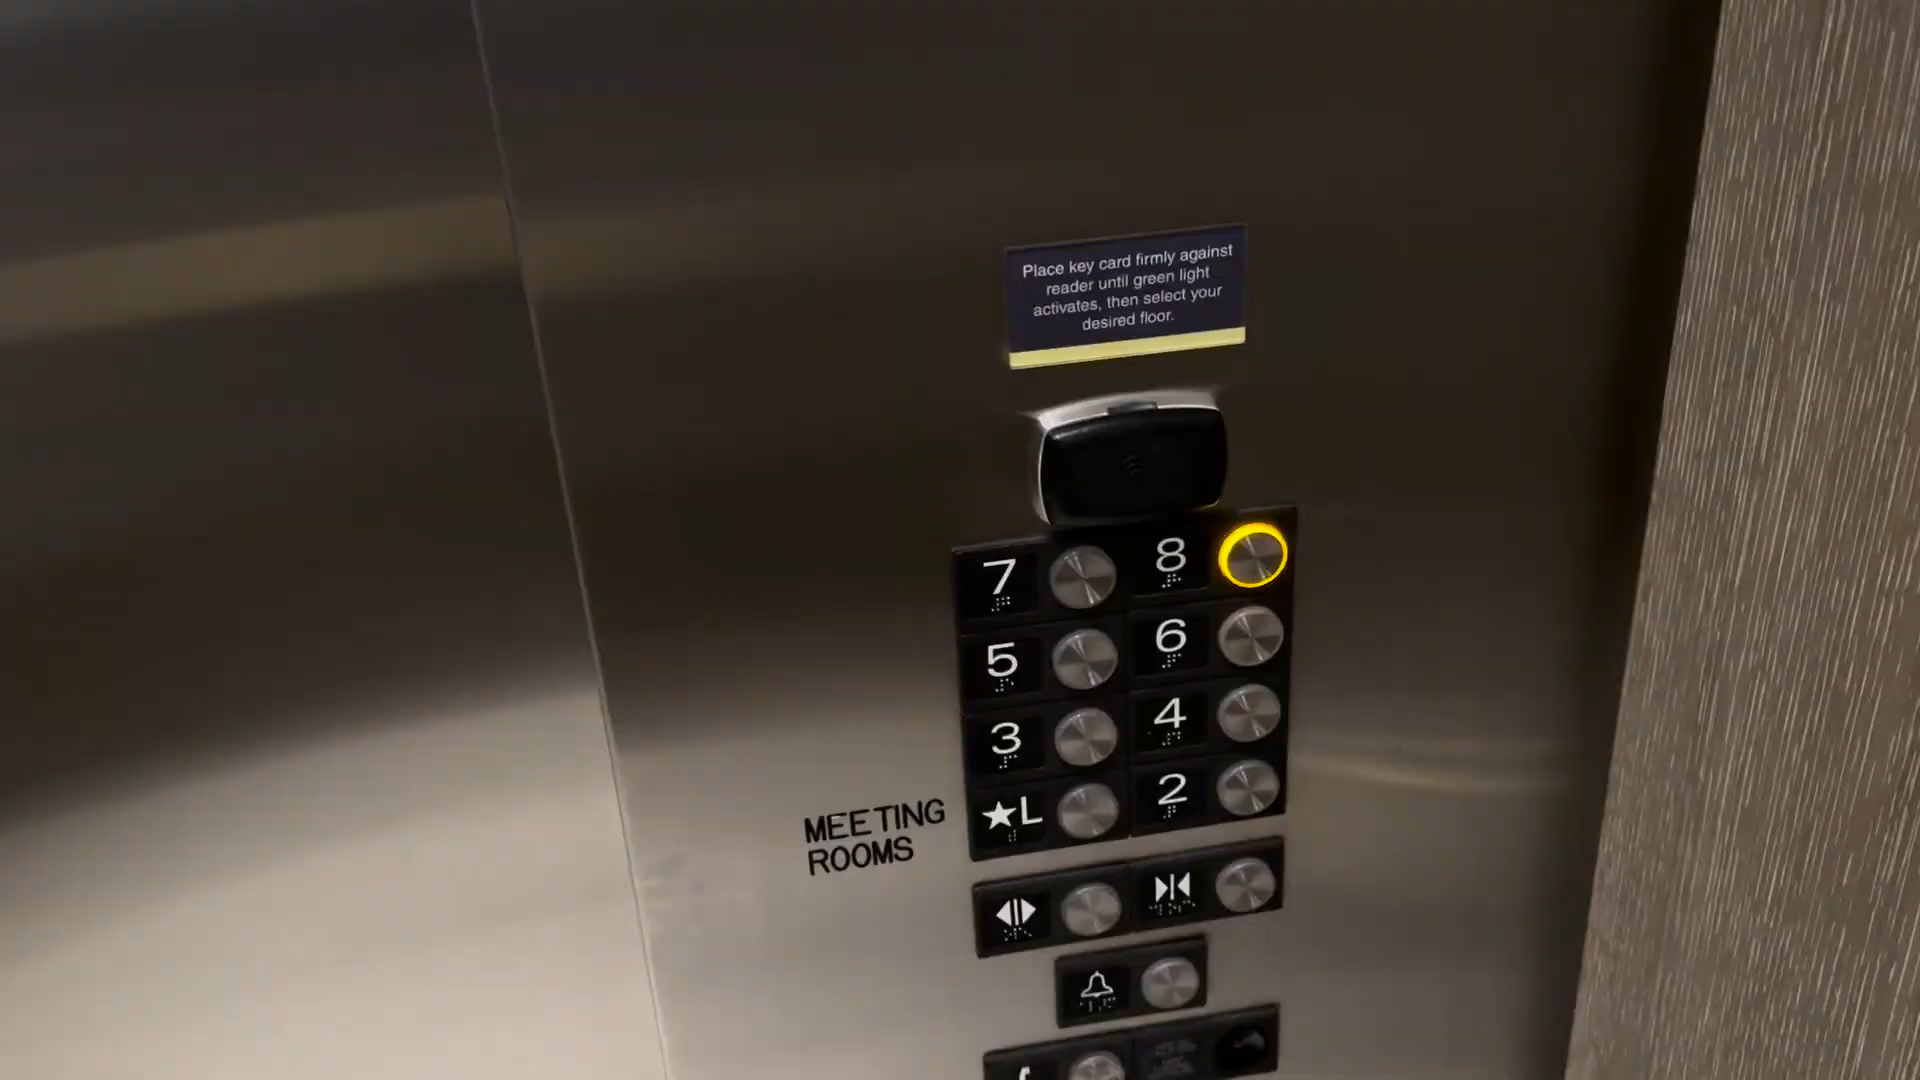 Place key card firmly against
reader until green light
activates, then select your
desired floor.
7 8
5 6
3 4
★L 2
MEETING
ROOMS